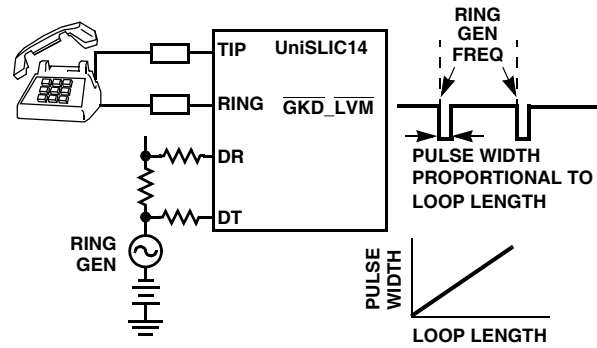 TIP
UniSLIC14
RING
GKD_LVM
DR
DT
RING
GEN
RING
GEN
FREQ
PULSE WIDTH
PROPORTIONAL TO
LOOP LENGTH
PULSE
WIDTH
LOOP LENGTH